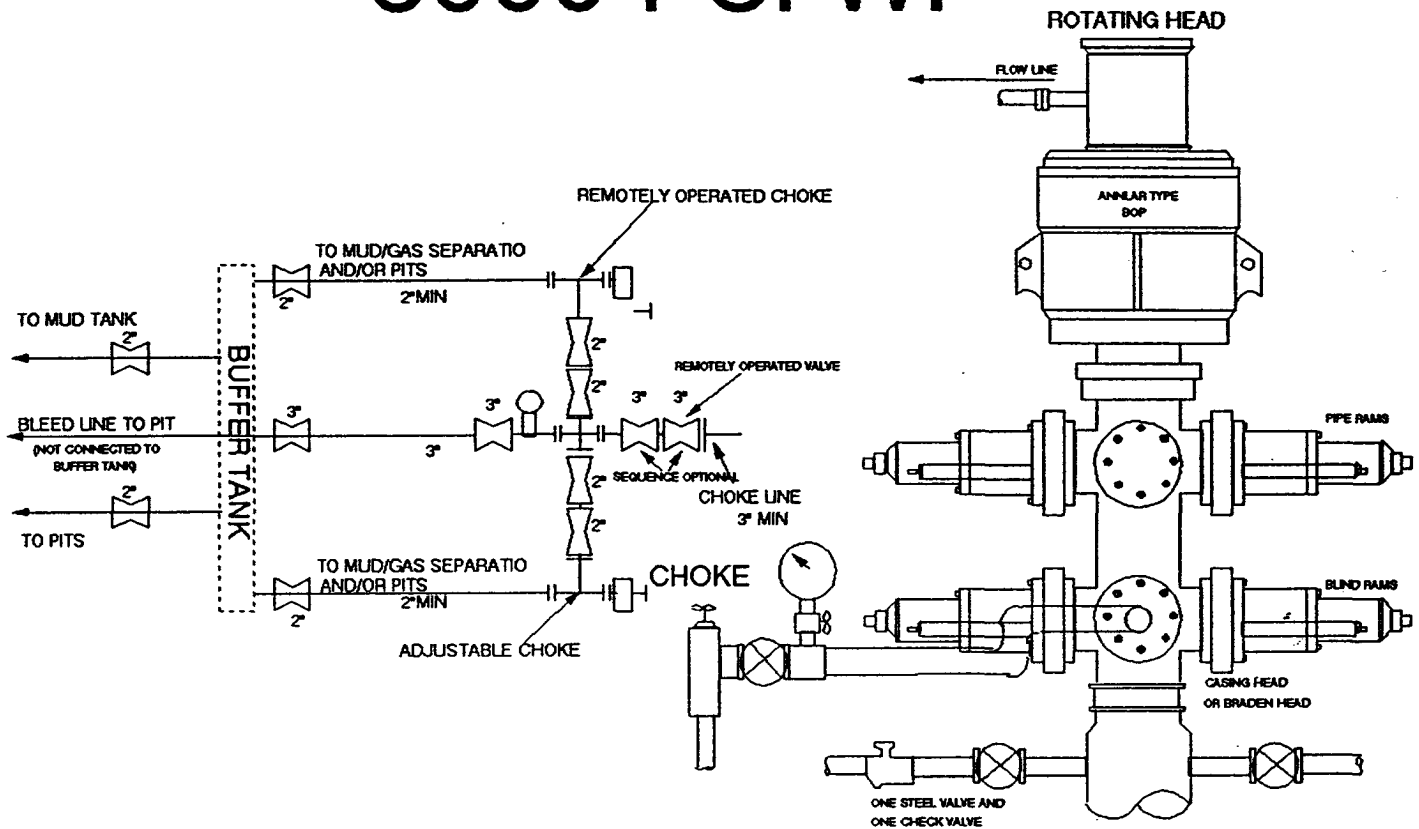 ROTATING HEAD
FLOW LINE
ANNLAR TYPE
BOP
REMOTELY OPERATED CHOKE
TO MUD/GAS SEPARATIO
AND/OR PITS
2"
2"MIN
TO MUD TANK
2"
2"
REMOTELY OPERATED VALVE
2"
BUFFER TANK
BLEED LINE TO PIT
3"
3"
3"
3"
(NOT CONNECTED TO
BUFFER TANK)
3"
SEQUENCE OPTIONAL
PIPE RAMS
2"
2"
CHOKE LINE
3" MIN
2"
TO PITS
TO MUD/GAS SEPARATIO
AND/OR PITS
2"MIN
2"
CHOKE
BLIND RAMS
ADJUSTABLE CHOKE
CASING HEAD
OR BRADEN HEAD
ONE STEEL VALVE AND
ONE CHECK VALVE